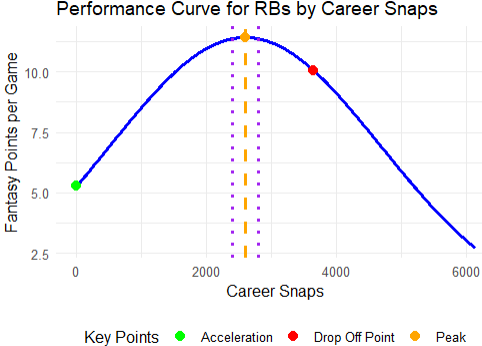 Performance Curve for RBs by Career Snaps
Fantasy Points per Game
10.0
7.5
5.0
2.5
0 2000 4000 6000
Career Snaps
Key Points Acceleration Drop Off Point Peak